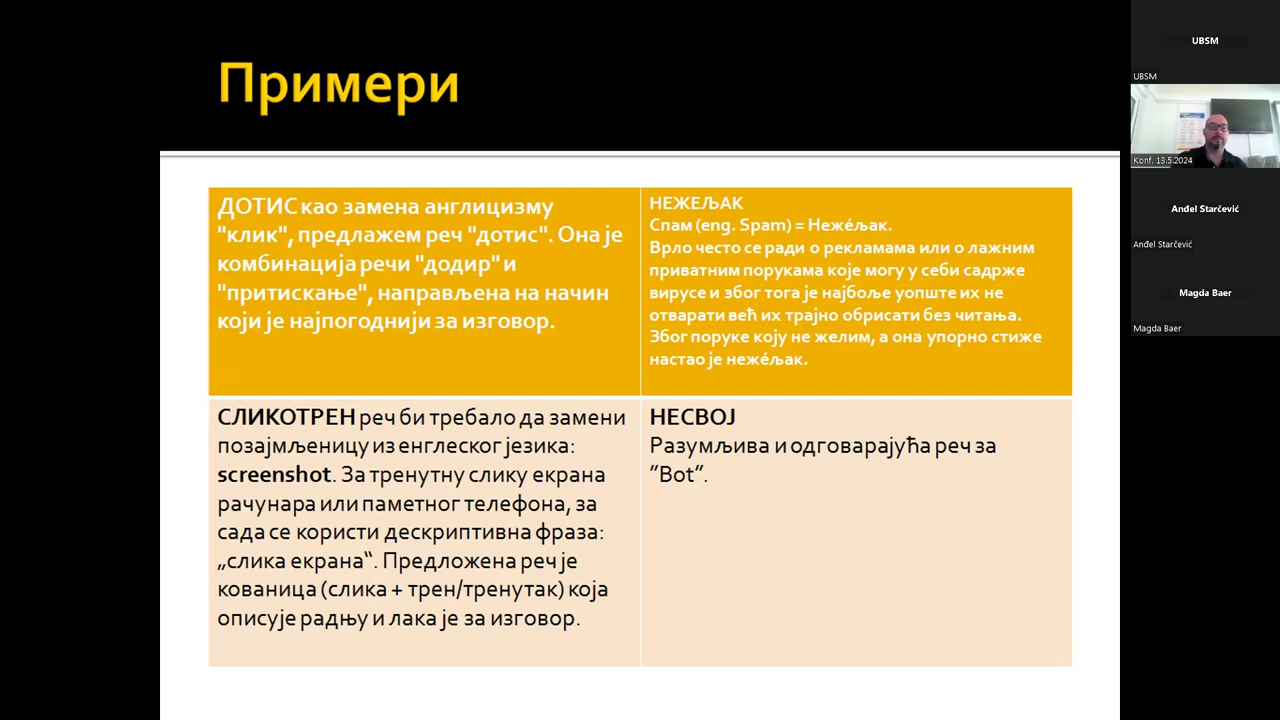 Примери
ДОТИС као замена англицизму
"клик", предлажем реч "дотис". Она је
комбинација речи "додир" и
"притискање", направљена на начин
који је најпогоднији за изговор.
НЕЖЕЉАК
Спам (eng. Spam) = Нежéљак.
Врло често се ради о рекламама или о лажним
приватним порукама које могу у себи садрже
вирусе и због тога је најбоље уопште их не
отварати већ их трајно обрисати без читања.
Због поруке коју не желим, а она упорно стиже
настао је нежéљак.
СЛИКОТРЕН реч би требало да замени
позајмљеницу из енглеског језика:
screenshot. За тренутну слику екрана
рачунара или паметног телефона, за
сада се користи дескриптивна фраза:
„слика екрана“. Предложена реч је
кованица (слика + трен/тренутак) која
описује радњу и лака је за изговор.
НЕСВОЈ
Разумљива и одговарајућа реч за
”Bot”.
UBSM
UBSM
Konf. 13.5.2024
Anđel Starčević
Anđel Starčević
Magda Baer
Magda Baer